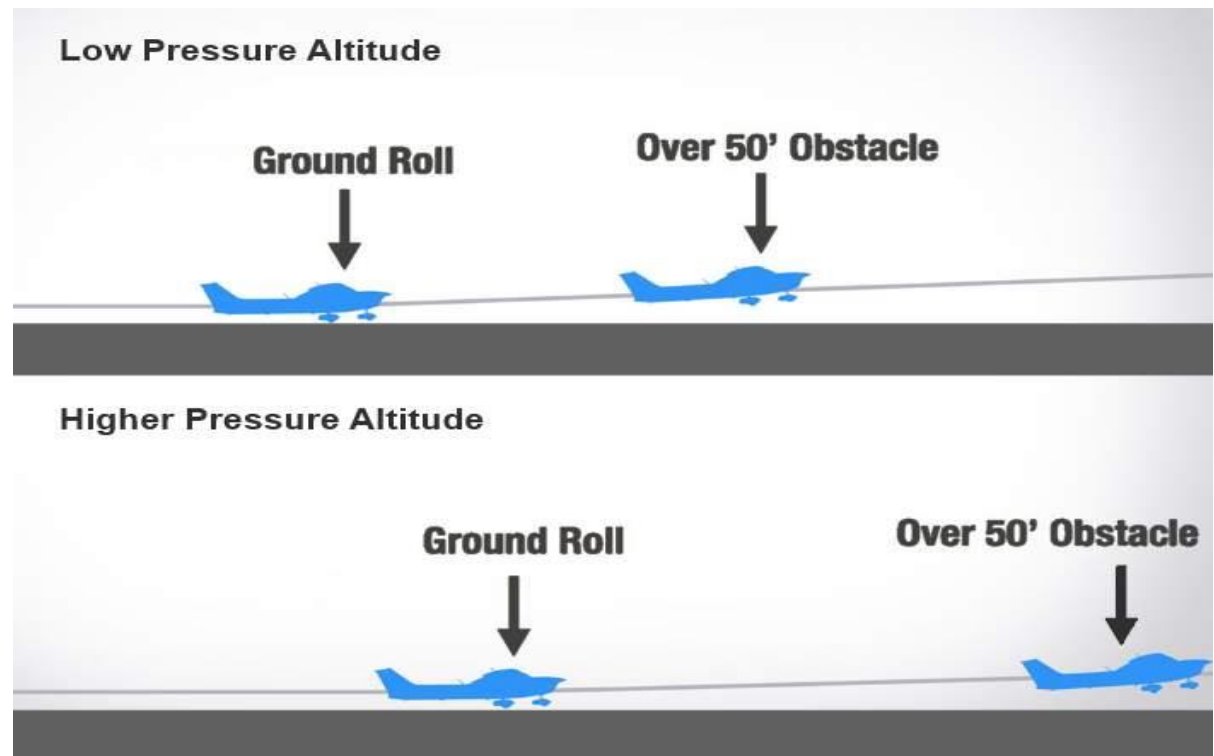 Low Pressure Altitude
Ground Roll
Over 50’ Obstacle
Higher Pressure Altitude
Ground Roll
Over 50’ Obstacle